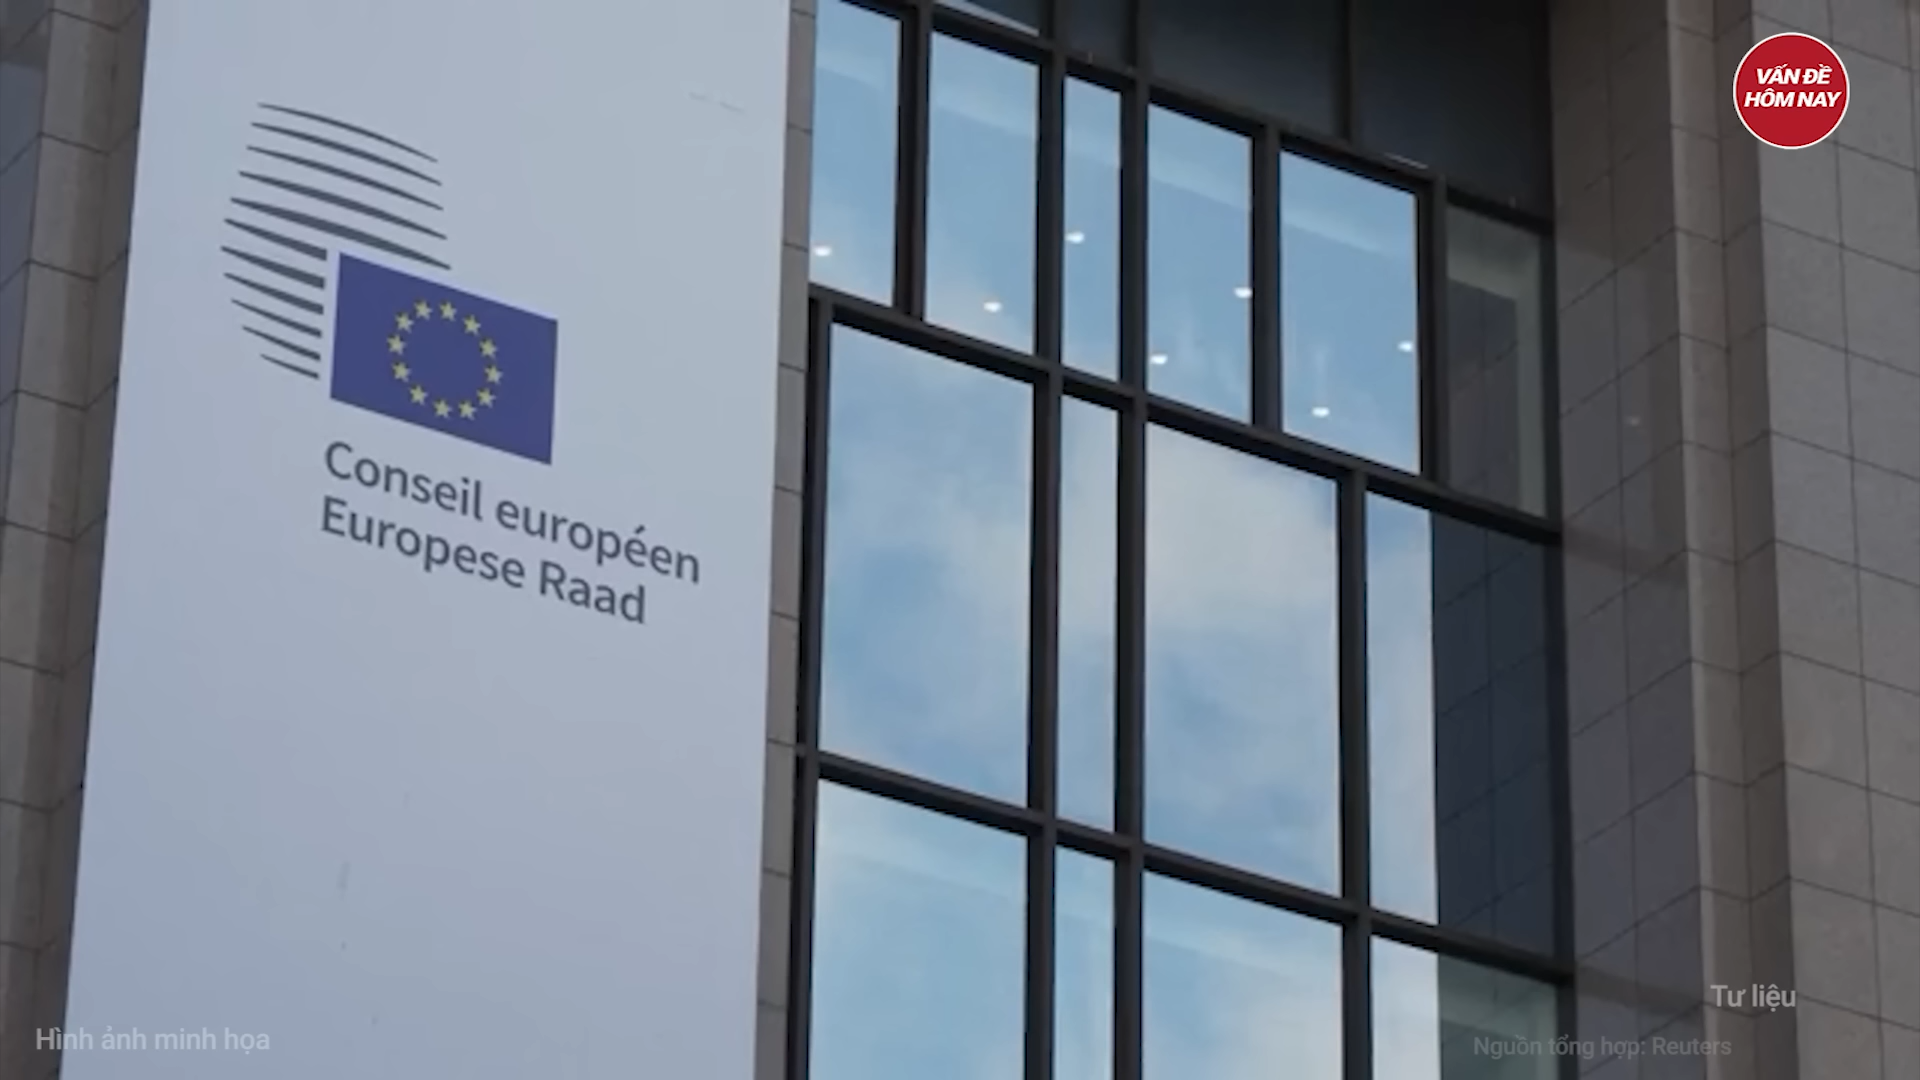 VẤN ĐỀ
HÔM NAY
Conseil européen
Europese Raad
Tư liệu
Hình ảnh minh họa
Nguồn tổng hợp: Reuters